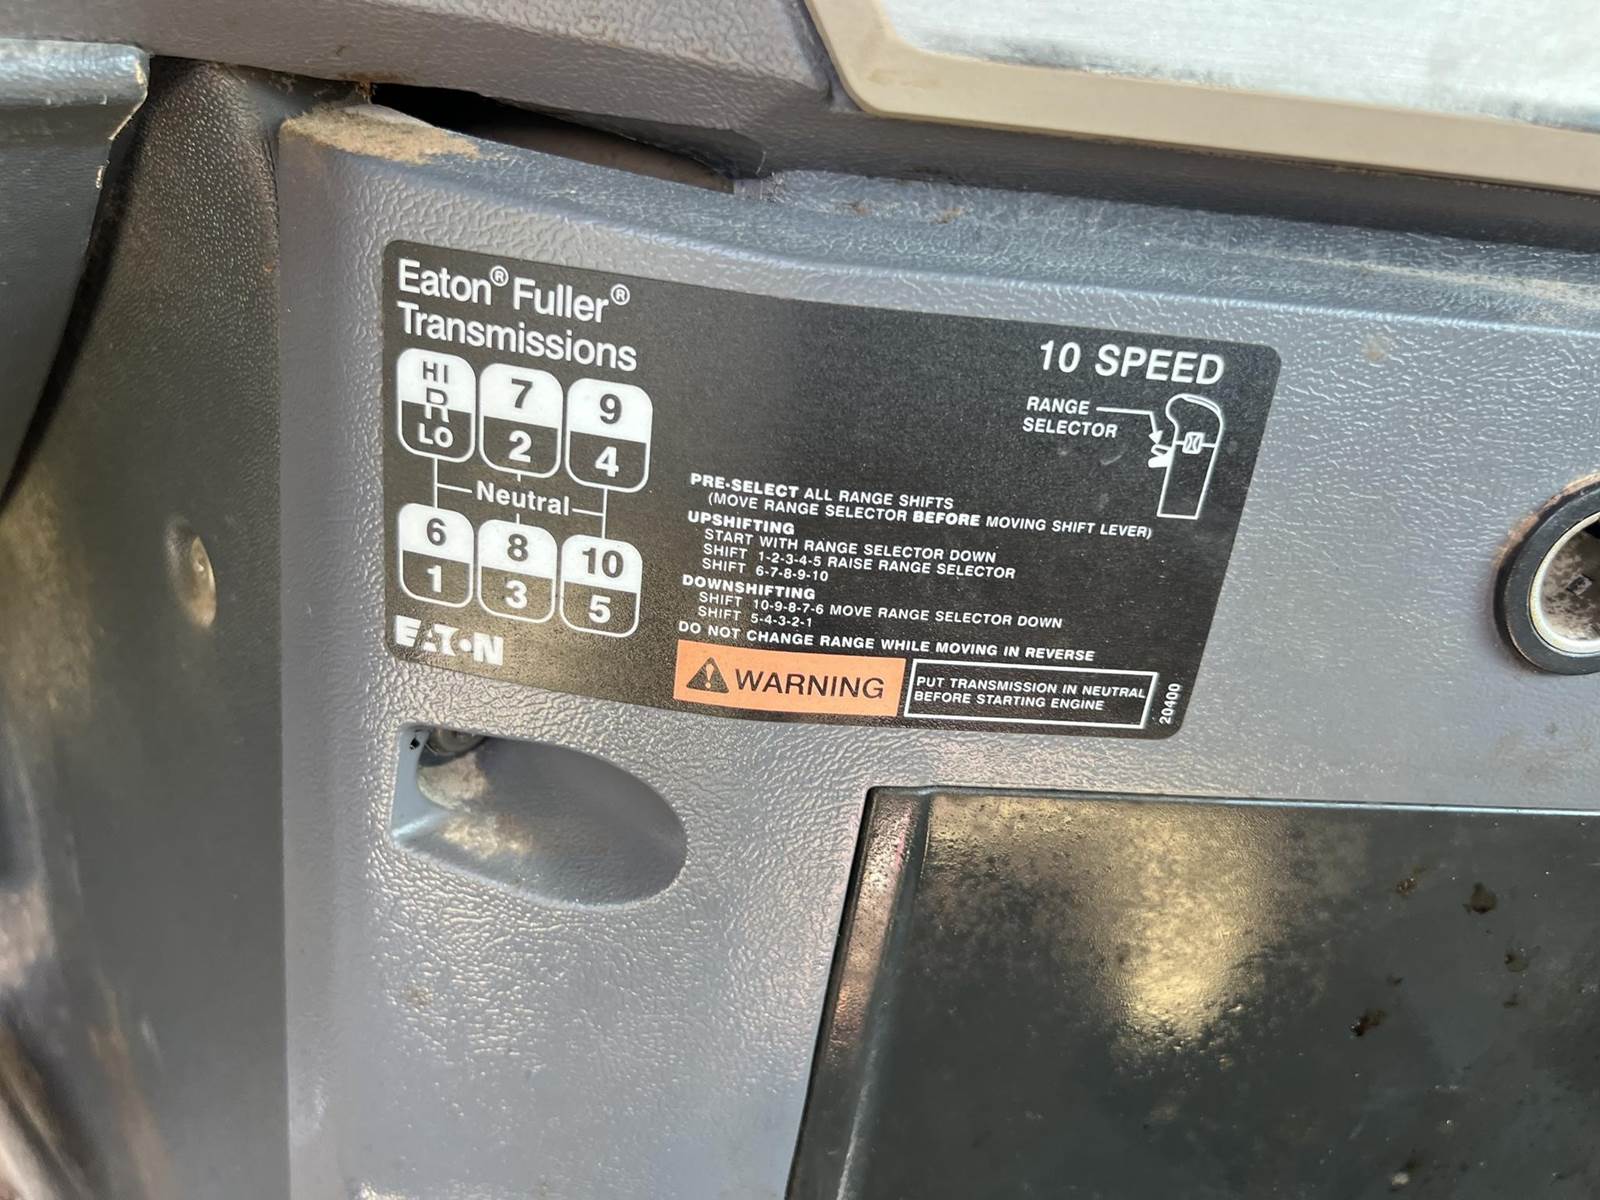 Eaton® Fuller®
Transmissions
HI
R
LO
7
2
9
4
Neutral
6
1
8
3
10
5
EATON
10 SPEED
RANGE
SELECTOR
PRE-SELECT ALL RANGE SHIFTS
(MOVE RANGE SELECTOR BEFORE MOVING SHIFT LEVER)
UPSHIFTING
START WITH RANGE SELECTOR DOWN
SHIFT 1-2-3-4-5 RAISE RANGE SELECTOR
SHIFT 6-7-8-9-10
DOWNSHIFTING
SHIFT 10-9-8-7-6 MOVE RANGE SELECTOR DOWN
SHIFT 5-4-3-2-1
DO NOT CHANGE RANGE WHILE MOVING IN REVERSE
WARNING
PUT TRANSMISSION IN NEUTRAL
BEFORE STARTING ENGINE
20400